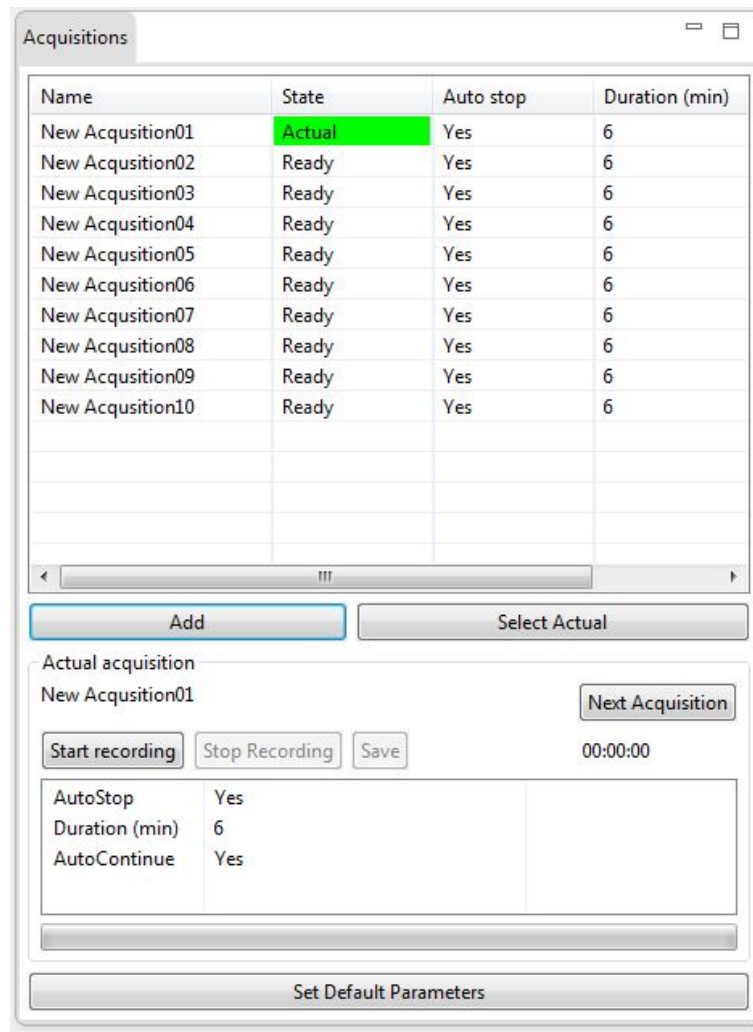 Acquisitions
Name State Auto stop Duration (min)
New Acqusition01 Actual Yes 6
New Acqusition02 Ready Yes 6
New Acqusition03 Ready Yes 6
New Acqusition04 Ready Yes 6
New Acqusition05 Ready Yes 6
New Acqusition06 Ready Yes 6
New Acqusition07 Ready Yes 6
New Acqusition08 Ready Yes 6
New Acqusition09 Ready Yes 6
New Acqusition10 Ready Yes 6
Add Select Actual
Actual acquisition
New Acqusition01
Next Acquisition
Start recording Stop Recording Save 00:00:00
AutoStop Yes
Duration (min) 6
AutoContinue Yes
Set Default Parameters